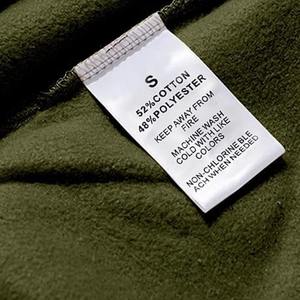 S
52%COTTON
48%POLYESTER
KEEP AWAY FROM
FIRE
MACHINE WASH
COLD WITH LIKE
COLORS
NON-CHLORINE BLE
ACH WHEN NEEDED